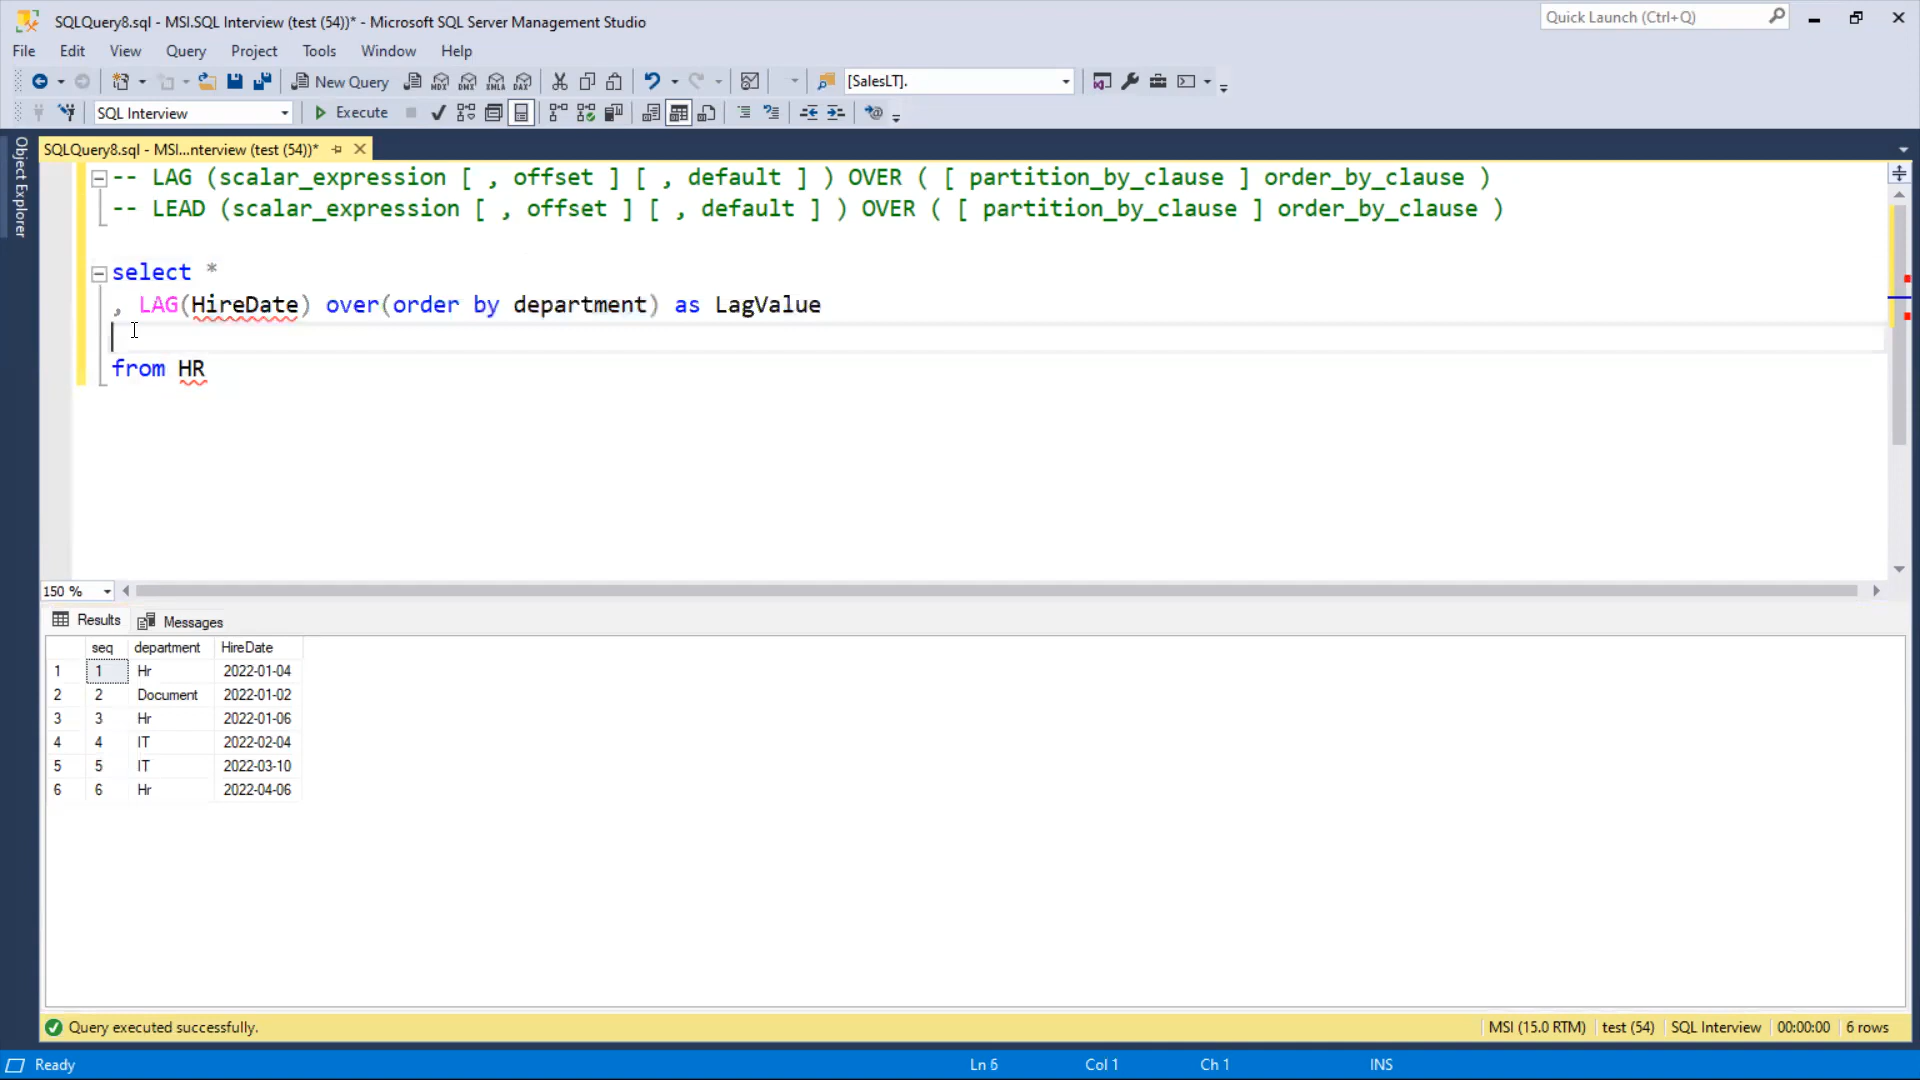 SQLQuery8.sql - MSI.SQL Interview (test (54))* - Microsoft SQL Server Management Studio
Quick Launch (Ctrl+Q)
File Edit View Query Project Tools Window Help
New Query MDX DMX XMLA DAX [SalesLT].
SQL Interview Execute
Object Explorer
SQLQuery8.sql - MSI...nterview (test (54))*
-- LAG (scalar_expression [ , offset ] [ , default ] ) OVER ( [ partition_by_clause ] order_by_clause )
-- LEAD (scalar_expression [ , offset ] [ , default ] ) OVER ( [ partition_by_clause ] order_by_clause )
select *
, LAG(HireDate) over(order by department) as LagValue
from HR
150 %
Results Messages
seq department HireDate
1 1 Hr 2022-01-04
2 2 Document 2022-01-02
3 3 Hr 2022-01-06
4 4 IT 2022-02-04
5 5 IT 2022-03-10
6 6 Hr 2022-04-06
Query executed successfully. MSI (15.0 RTM) test (54) SQL Interview 00:00:00 6 rows
Ready Ln 6 Col 1 Ch 1 INS